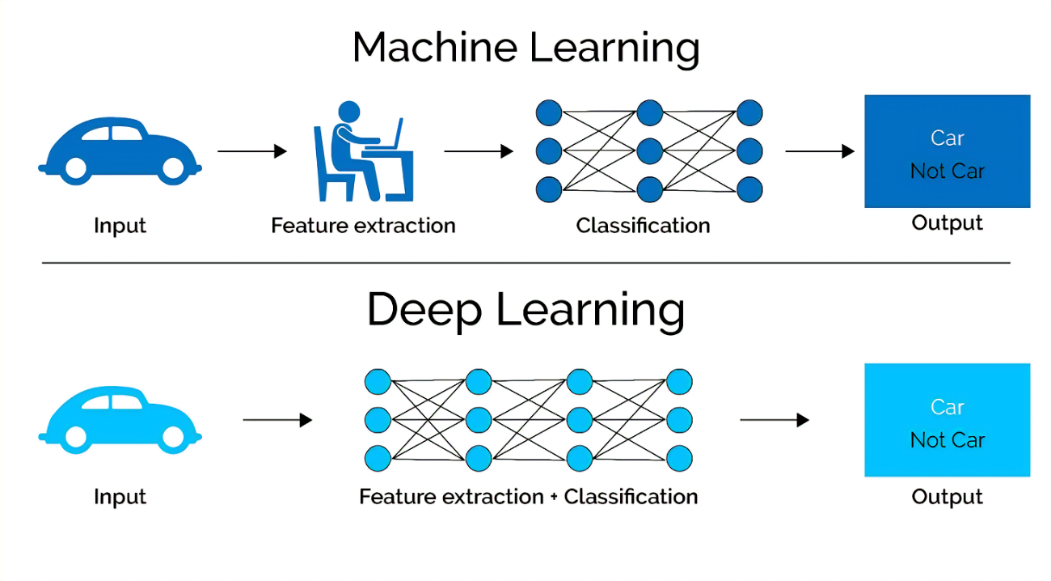 Machine Learning
Input
Feature extraction
Classification
Car
Not Car
Output
Deep Learning
Input
Feature extraction + Classification
Car
Not Car
Output